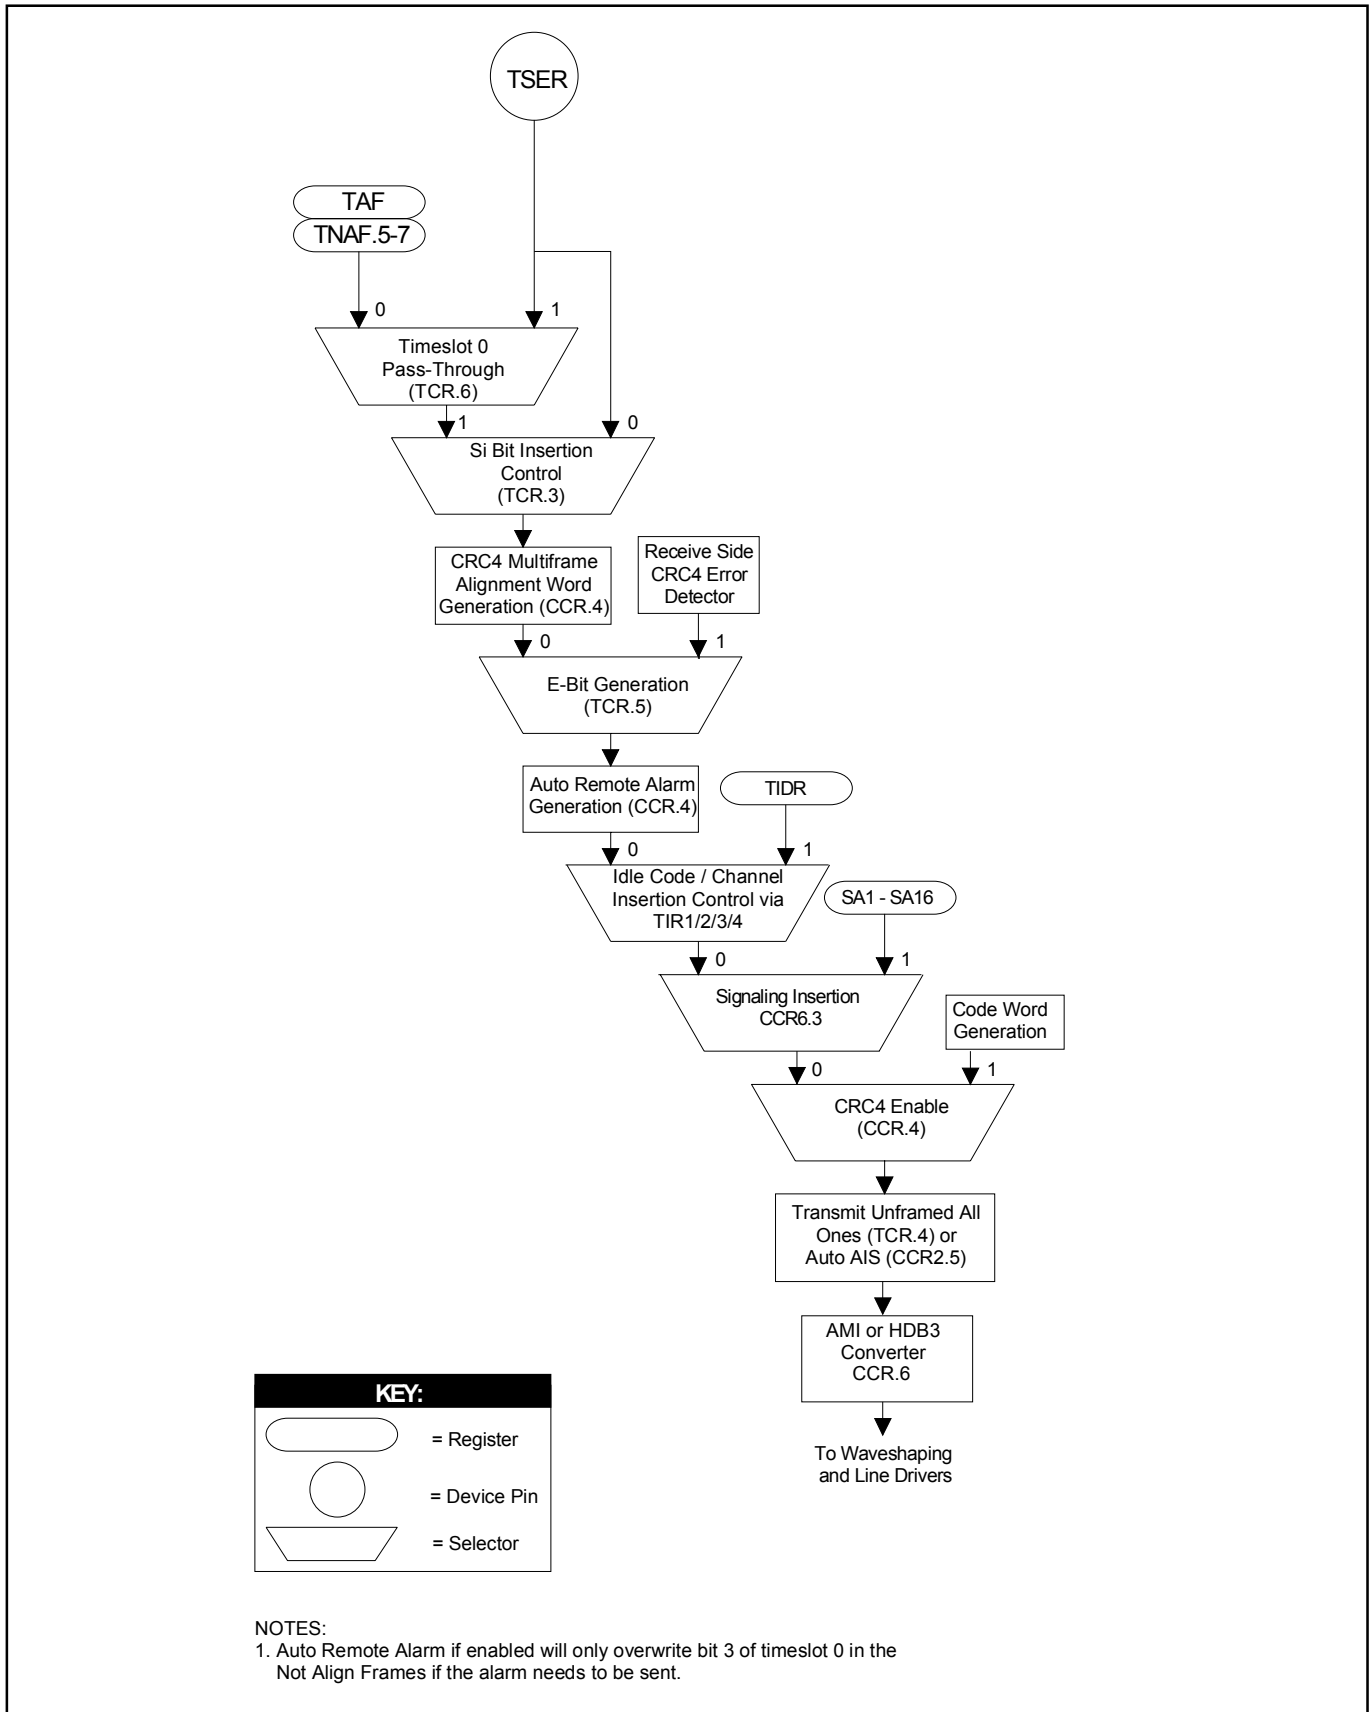 TSER
TAF
TNAF.5-7
0
1
Timeslot 0
Pass-Through
(TCR.6)
1
0
Si Bit Insertion
Control
(TCR.3)
CRC4 Multiframe
Alignment Word
Generation (CCR.4)
Receive Side
CRC4 Error
Detector
0
1
E-Bit Generation
(TCR.5)
Auto Remote Alarm
Generation (CCR.4)
TIDR
0
1
Idle Code / Channel
Insertion Control via
TIR1/2/3/4
SA1 - SA16
0
1
Signaling Insertion
CCR6.3
Code Word
Generation
0
1
CRC4 Enable
(CCR.4)
Transmit Unframed All
Ones (TCR.4) or
Auto AIS (CCR2.5)
AMI or HDB3
Converter
CCR.6
To Waveshaping
and Line Drivers
KEY:
= Register
= Device Pin
= Selector
NOTES:
1. Auto Remote Alarm if enabled will only overwrite bit 3 of timeslot 0 in the
Not Align Frames if the alarm needs to be sent.